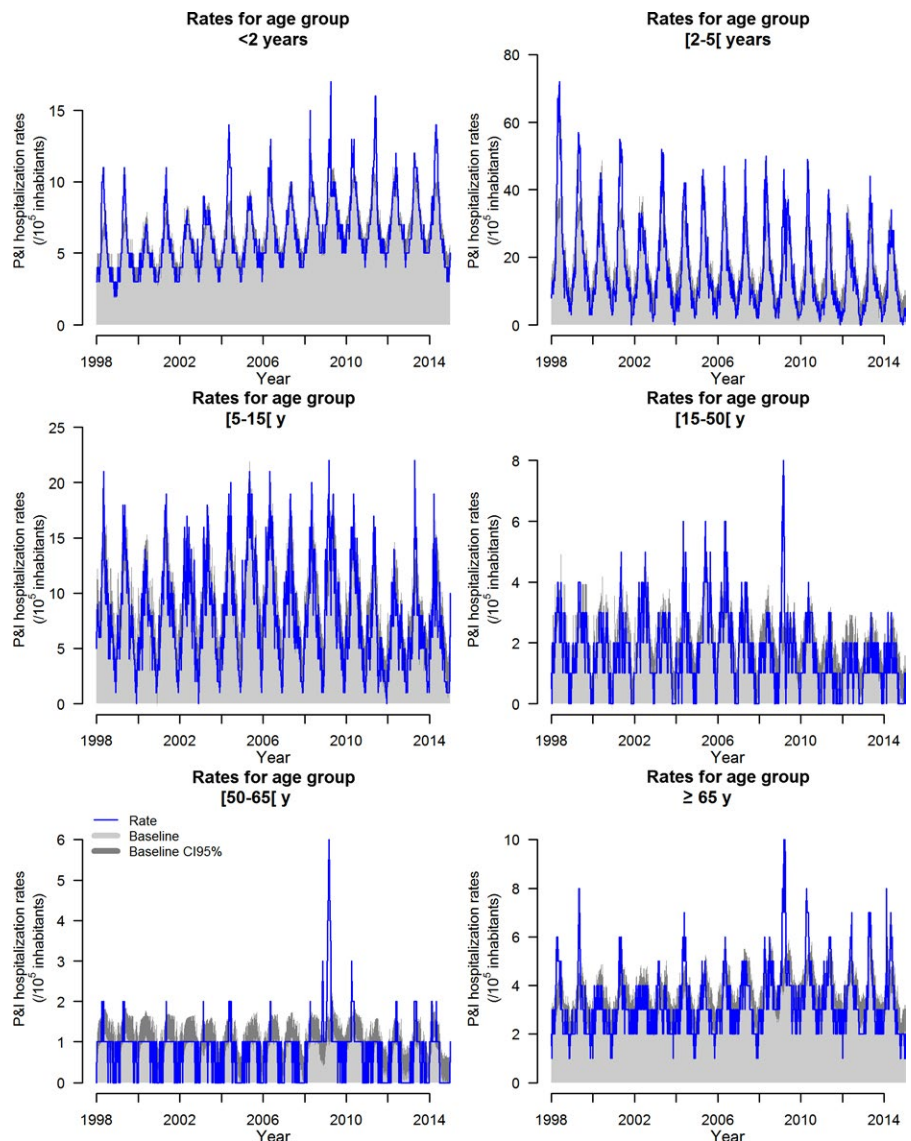 Rates for age group
<2 years
P&I hospitalization rates
(/10⁵ inhabitants)
15
10
5
0
1998
2002
2006
2010
2014
Year
Rates for age group
[2-5[ years
P&I hospitalization rates
(/10⁵ inhabitants)
80
60
40
20
0
1998
2002
2006
2010
2014
Year
Rates for age group
[5-15[ y
P&I hospitalization rates
(/10⁵ inhabitants)
25
20
15
10
5
0
1998
2002
2006
2010
2014
Year
Rates for age group
[15-50[ y
P&I hospitalization rates
(/10⁵ inhabitants)
8
6
4
2
0
1998
2002
2006
2010
2014
Year
Rates for age group
[50-65[ y
Rate
Baseline
Baseline CI95%
P&I hospitalization rates
(/10⁵ inhabitants)
6
5
4
3
2
1
0
1998
2002
2006
2010
2014
Year
Rates for age group
≥ 65 y
P&I hospitalization rates
(/10⁵ inhabitants)
10
8
6
4
2
0
1998
2002
2006
2010
2014
Year